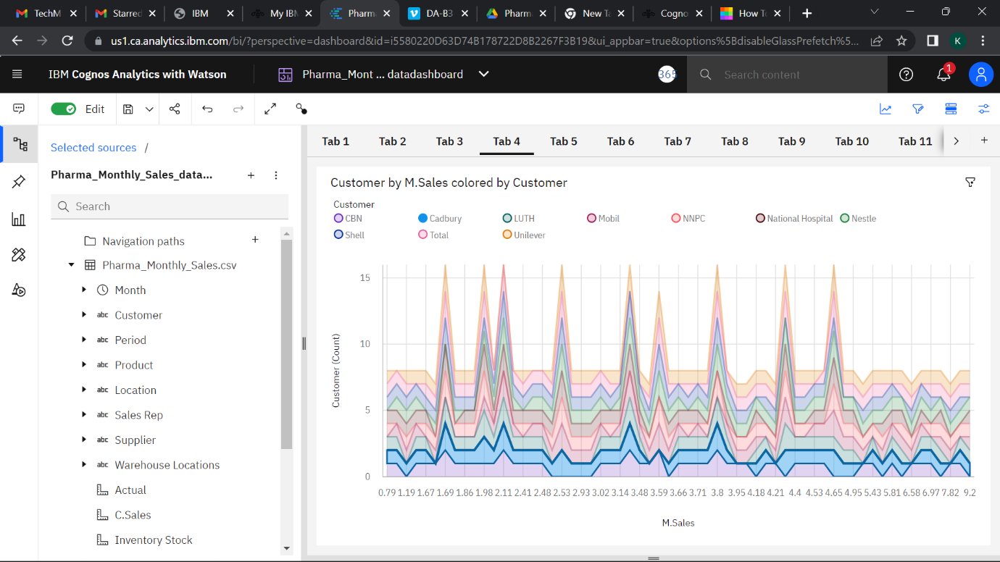 TechM
Starred
IBM
My IBM
Pharma
DA-B3
Pharma
New Ta
Cogno
How To
us1.ca.analytics.ibm.com/bi/?perspective=dashboard&id=i5580220D63D74B178722D8B2267F3B19&ui_appbar=true&options%5BdisableGlassPrefetch%5...
K
IBM Cognos Analytics with Watson
Pharma_Mont ... datadashboard
365
Search content
1
Edit
Selected sources /
Pharma_Monthly_Sales_data...
Search
Navigation paths
Pharma_Monthly_Sales.csv
Month
abc Customer
abc Period
abc Product
abc Location
abc Sales Rep
abc Supplier
abc Warehouse Locations
Actual
C.Sales
Inventory Stock
Tab 1 Tab 2 Tab 3 Tab 4 Tab 5 Tab 6 Tab 7 Tab 8 Tab 9 Tab 10 Tab 11
Customer by M.Sales colored by Customer
Customer
CBN Cadbury LUTH Mobil NNPC National Hospital Nestle
Shell Total Unilever
Customer (Count)
15
10
5
0
0.79 1.19 1.67 1.69 1.86 1.98 2.11 2.41 2.48 2.53 2.93 3.02 3.14 3.48 3.59 3.66 3.71 3.8 3.95 4.18 4.21 4.4 4.53 4.65 4.95 5.43 5.81 6.58 6.97 7.82 9.2
M.Sales